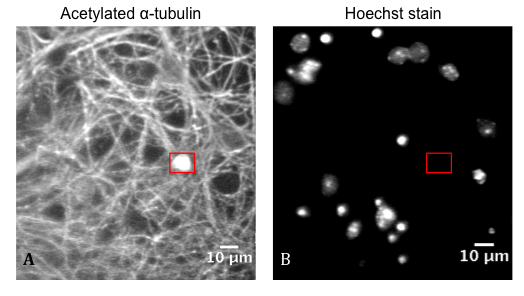 Acetylated α-tubulin
Hoechst stain
A
10 μm
B
10 μm